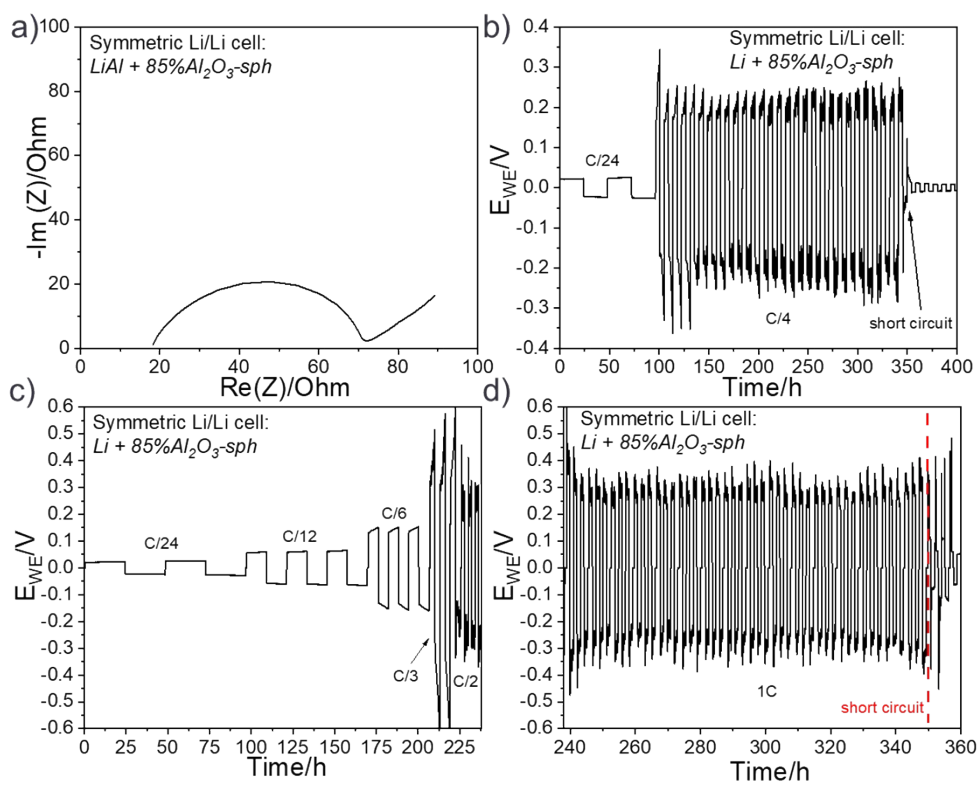 a)
Symmetric Li/Li cell:
LiAl + 85%Al₂O₃-sph
-Im (Z)/Ohm
100
80
60
40
20
0
0 20 40 60 80 100
Re(Z)/Ohm
b)
Symmetric Li/Li cell:
Li + 85%Al₂O₃-sph
E_WE/V
0.4
0.3
0.2
0.1
0.0
-0.1
-0.2
-0.3
-0.4
C/24
C/4
short circuit
0 50 100 150 200 250 300 350 400
Time/h
c)
Symmetric Li/Li cell:
Li + 85%Al₂O₃-sph
E_WE/V
0.6
0.5
0.4
0.3
0.2
0.1
0.0
-0.1
-0.2
-0.3
-0.4
-0.5
-0.6
C/24
C/12
C/6
C/3
C/2
0 25 50 75 100 125 150 175 200 225
Time/h
d)
Symmetric Li/Li cell:
Li + 85%Al₂O₃-sph
E_WE/V
0.6
0.5
0.4
0.3
0.2
0.1
0.0
-0.1
-0.2
-0.3
-0.4
-0.5
-0.6
1C
short circuit
240 260 280 300 320 340 360
Time/h